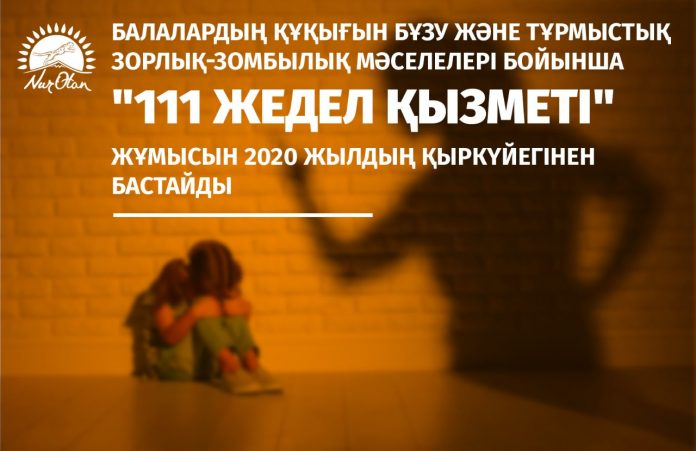 БАЛАЛАРДЫҢ ҚҰҚЫҒЫН БҰЗУ ЖӘНЕ ТҰРМЫСТЫҚ
ЗОРЛЫҚ-ЗОМБЫЛЫҚ МӘСЕЛЕЛЕРІ БОЙЫНША
"111 ЖЕДЕЛ ҚЫЗМЕТІ"
ЖҰМЫСЫН 2020 ЖЫЛДЫҢ ҚЫРКҮЙЕГІНЕН
БАСТАЙДЫ
Nur Otan